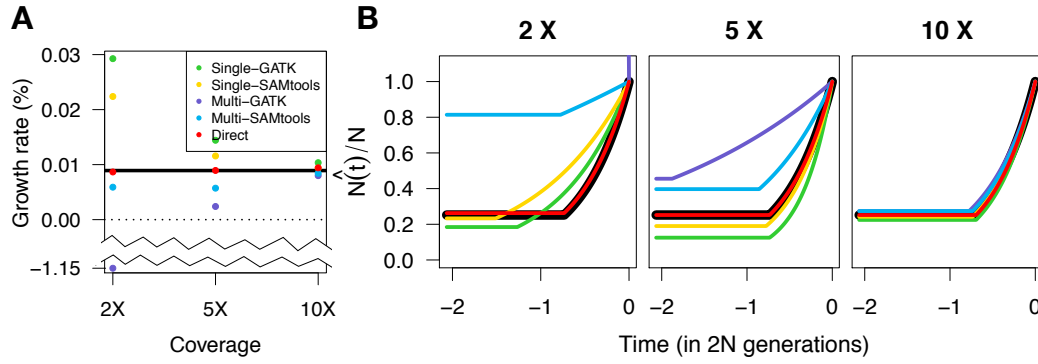 A
B
2 X
5 X
10 X
Growth rate (%)
0.03
0.02
0.01
0.00
−1.15
Single−GATK
Single−SAMtools
Multi−GATK
Multi−SAMtools
Direct
2X
5X
10X
Coverage
N̂(t)/N
1.0
0.8
0.6
0.4
0.2
0.0
−2
−1
0
−2
−1
0
−2
−1
0
Time (in 2N generations)